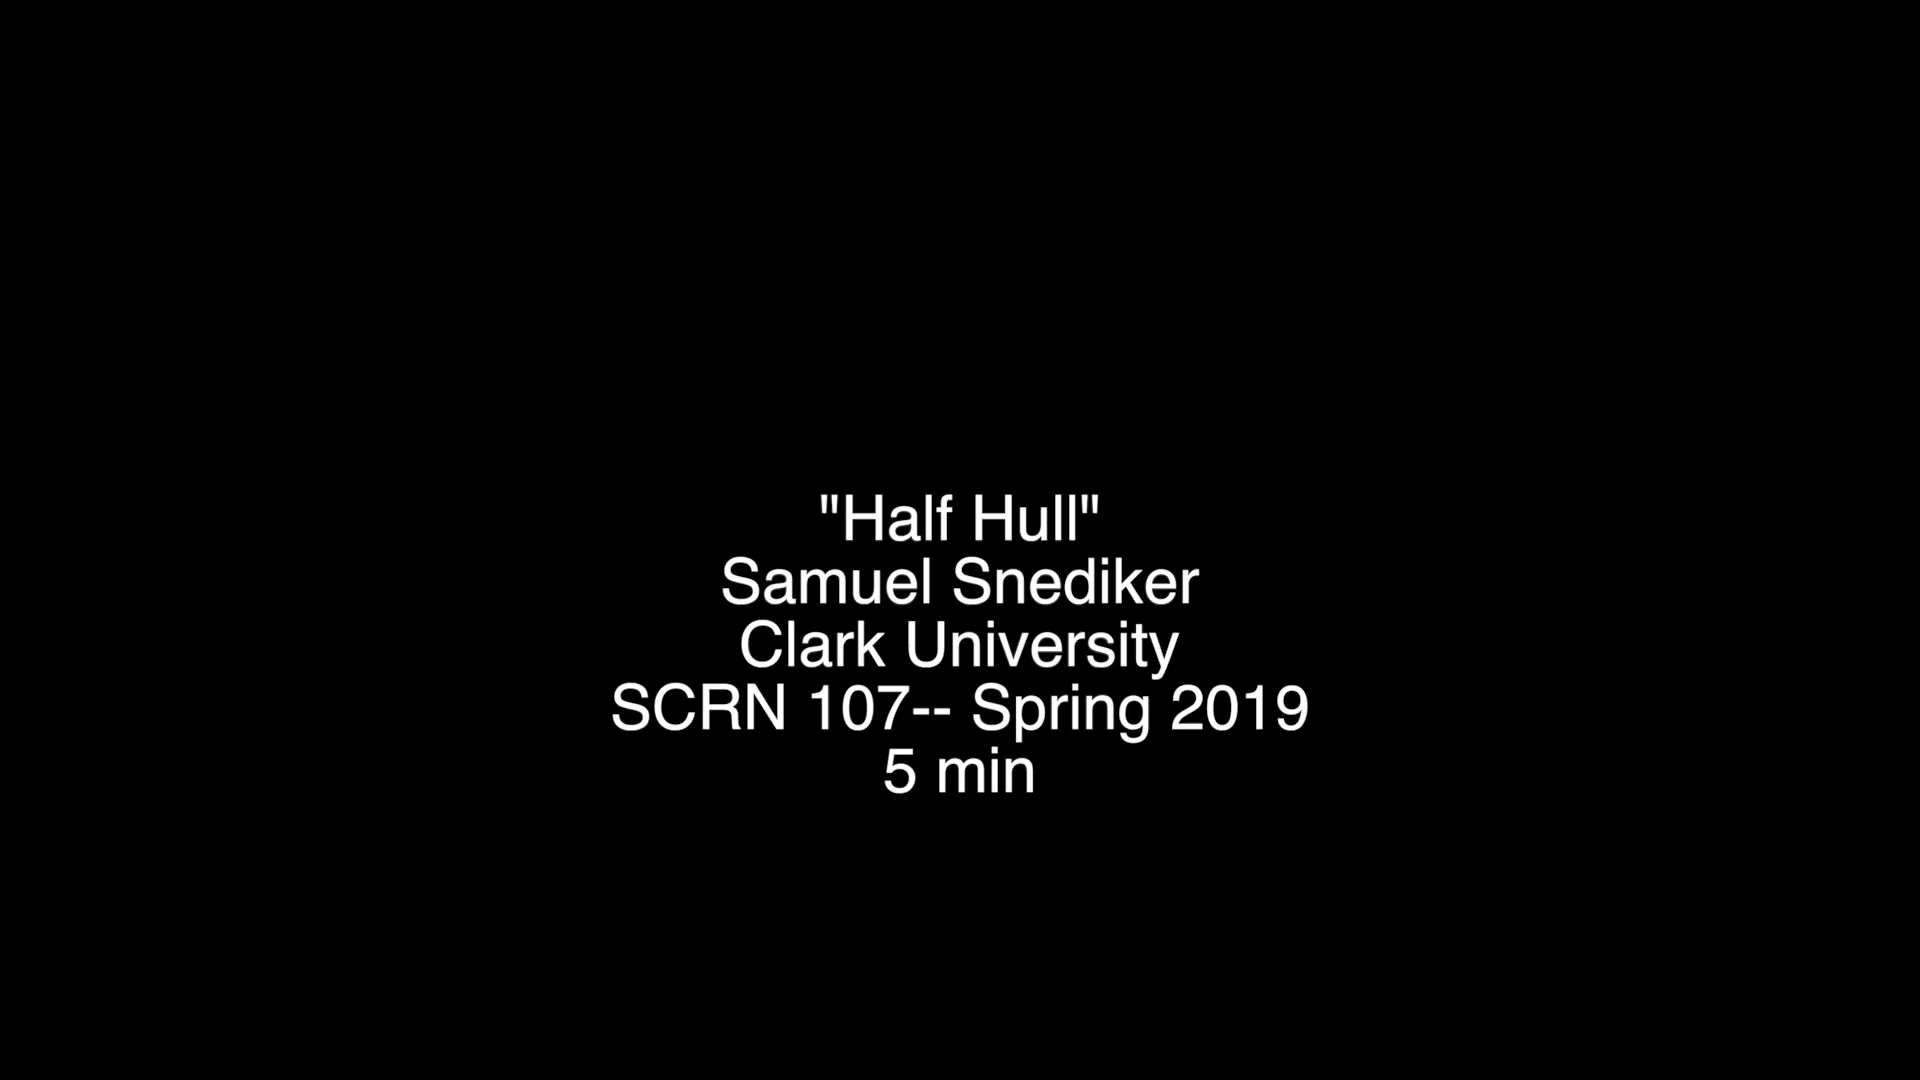 "Half Hull"
Samuel Snediker
Clark University
SCRN 107-- Spring 2019
5 min